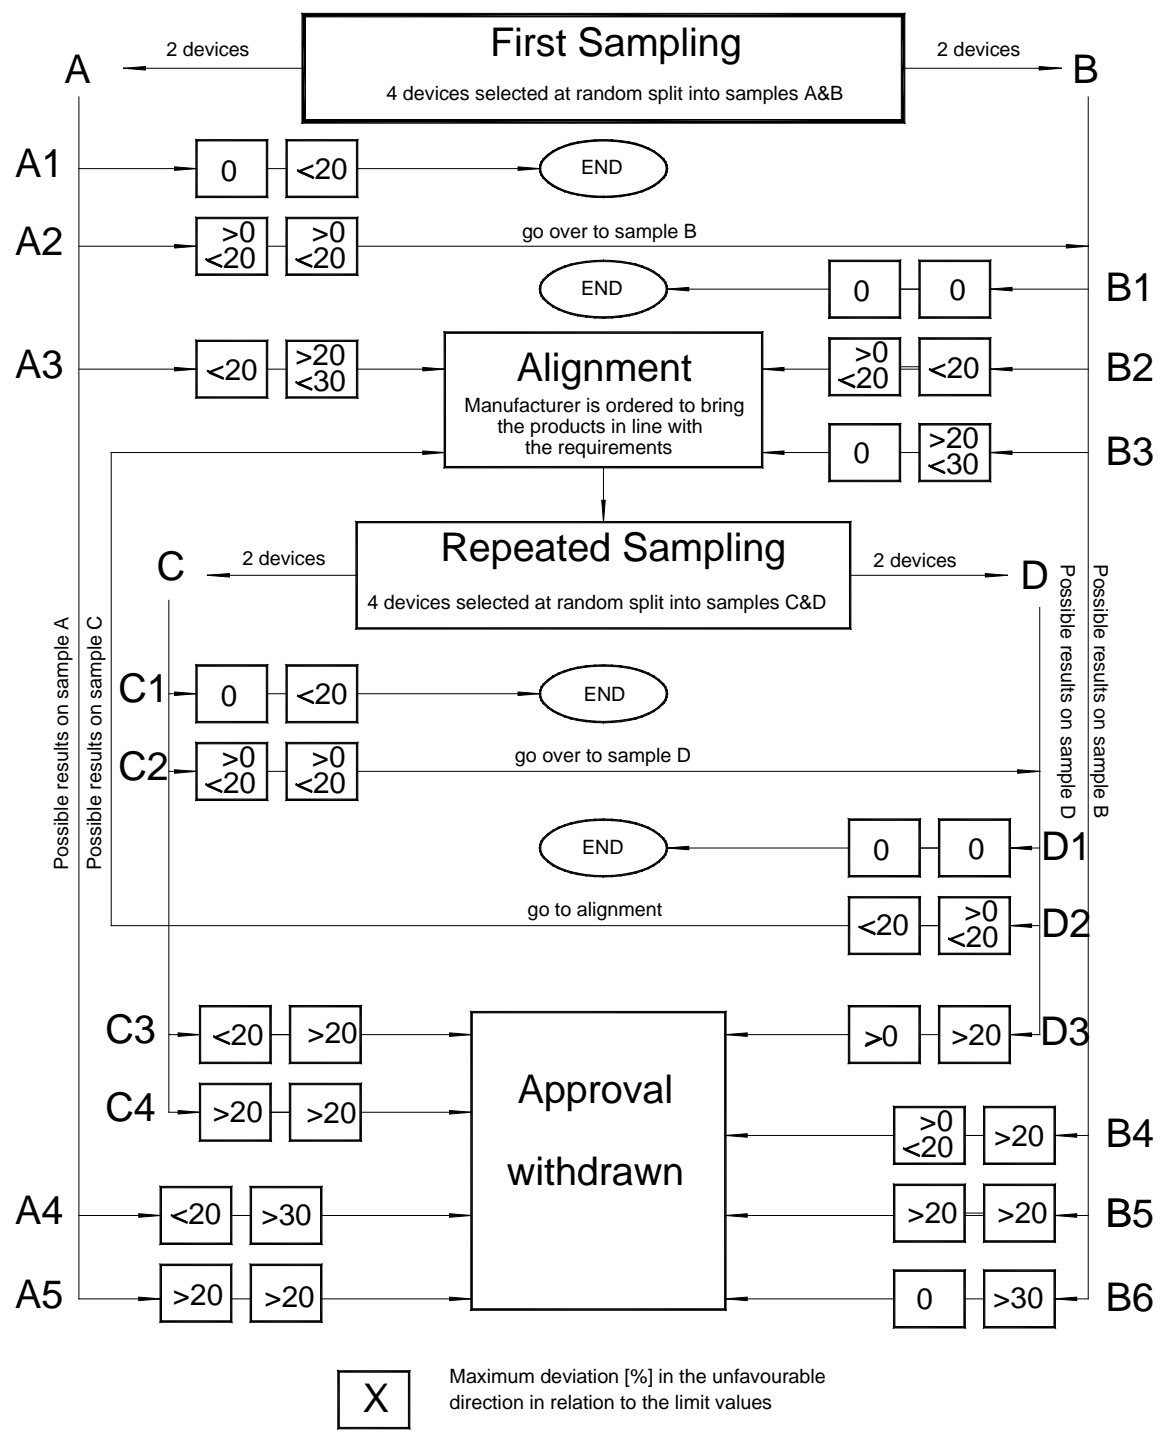 First Sampling
2 devices
2 devices
A
B
4 devices selected at random split into samples A&B
A1
0
<20
END
A2
>0
<20
>0
<20
go over to sample B
END
0
0
B1
A3
<20
>20
<30
Alignment
Manufacturer is ordered to bring
the products in line with
the requirements
>0
<20
<20
B2
0
>20
<30
B3
Repeated Sampling
2 devices
2 devices
C
D
4 devices selected at random split into samples C&D
Possible results on sample A
Possible results on sample C
Possible results on sample D
Possible results on sample B
C1
0
<20
END
C2
>0
<20
>0
<20
go over to sample D
END
0
0
D1
go to alignment
<20
>0
<20
D2
C3
<20
>20
>0
>20
D3
Approval
withdrawn
C4
>20
>20
>0
<20
>20
B4
A4
<20
>30
>20
>20
B5
A5
>20
>20
0
>30
B6
X
Maximum deviation [%] in the unfavourable
direction in relation to the limit values